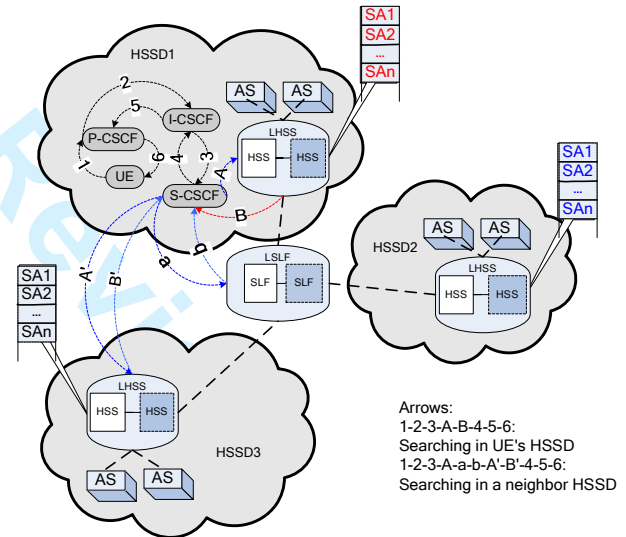 HSSD1
SA1
SA2
...
SAn
AS
AS
LHSS
HSS
HSS
2
5
I-CSCF
P-CSCF
1
6
4
3
UE
S-CSCF
A
B
A'
B'
a
b
LSLF
SLF
SLF
HSSD2
AS
AS
LHSS
HSS
HSS
SA1
SA2
...
SAn
SA1
SA2
...
SAn
LHSS
HSS
HSS
HSSD3
AS
AS
Arrows:
1-2-3-A-B-4-5-6:
Searching in UE's HSSD
1-2-3-A-a-b-A'-B'-4-5-6:
Searching in a neighbor HSSD